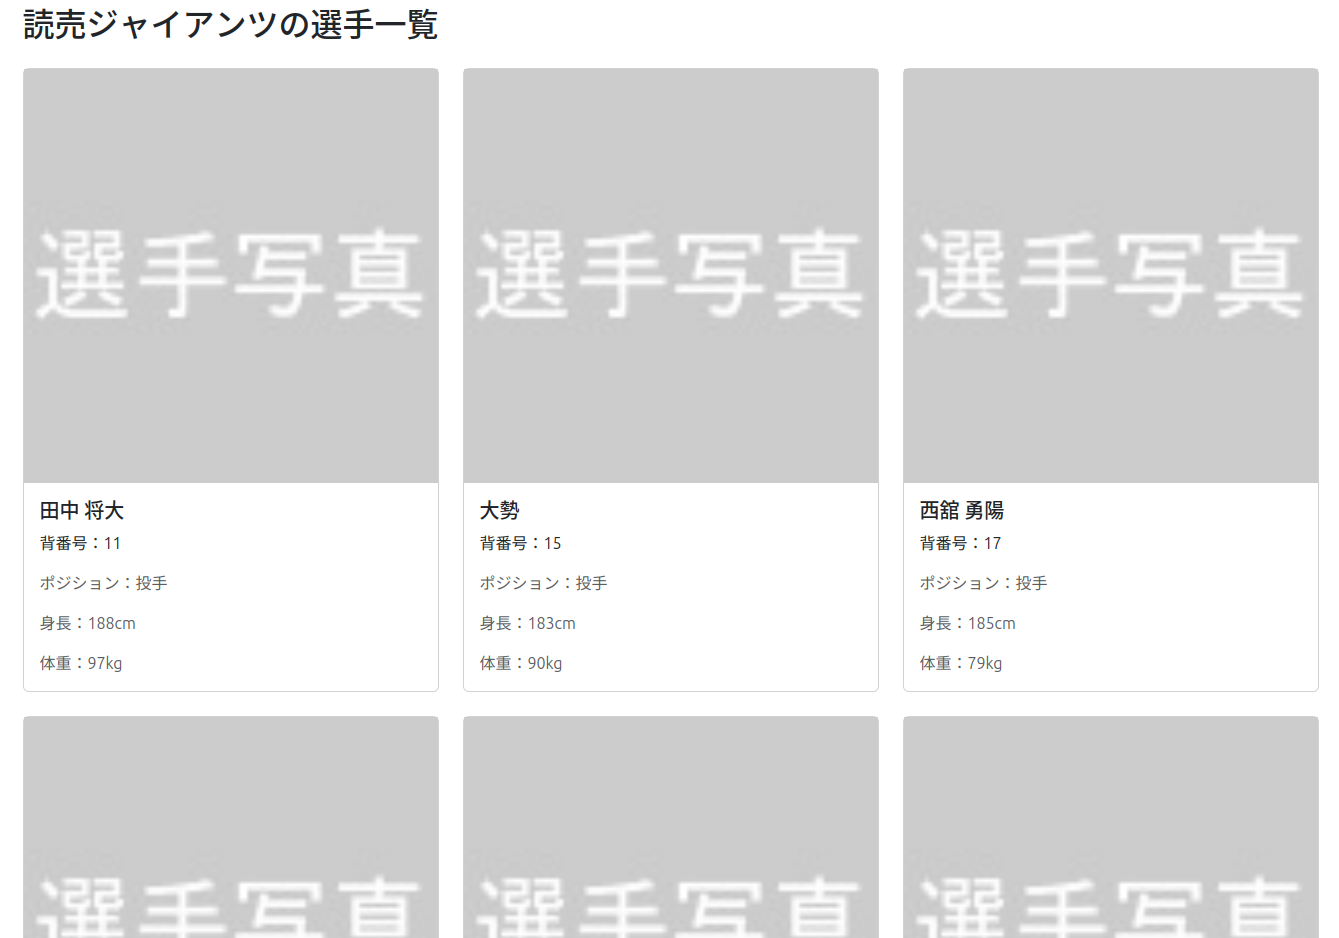 読売ジャイアンツの選手一覧
選手写真
選手写真
選手写真
田中 将大
背番号：11
ポジション：投手
身長：188cm
体重：97kg
大勢
背番号：15
ポジション：投手
身長：183cm
体重：90kg
西舘 勇陽
背番号：17
ポジション：投手
身長：185cm
体重：79kg
選手写真
選手写真
選手写真